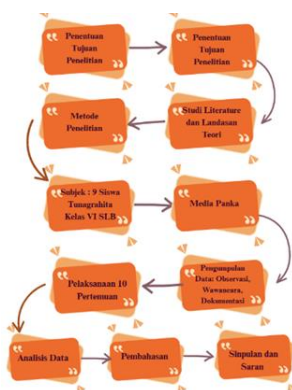 Penentuan
Tujuan
Penelitian
Penentuan
Tujuan
Penelitian
Studi Literature
dan Landasan
Teori
Metode
Penelitian
Subjek : 9 Siswa
Tunagrahita
Kelas VI SLB
Media Panka
Pengumpulan
Data: Observasi,
Wawancara,
Dokumentasi
Pelaksanaan 10
Pertemuan
Analisis Data
Pembahasan
Simpulan dan
Saran